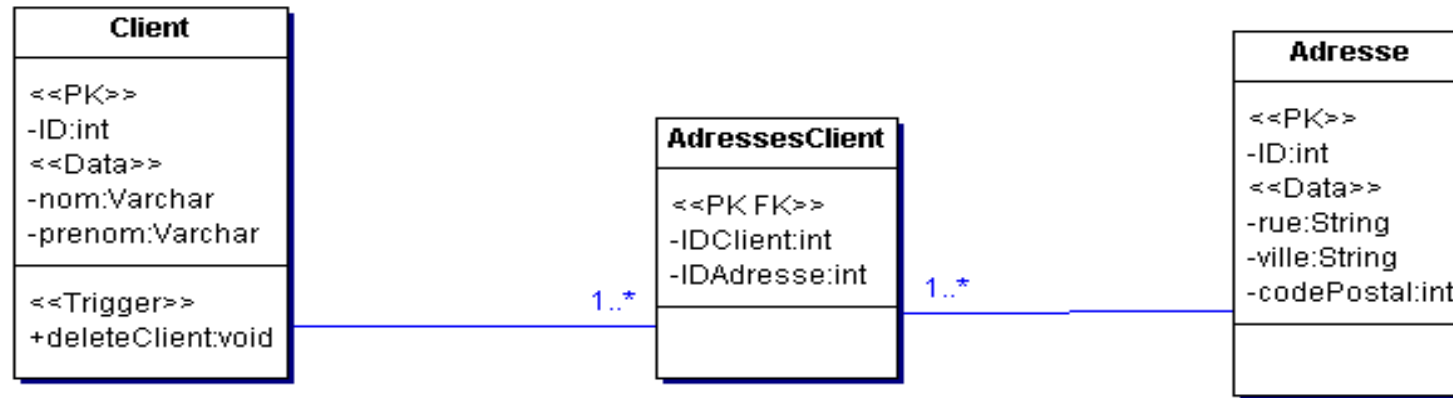 Client
<<PK>>
-ID:int
<<Data>>
-nom:Varchar
-prenom:Varchar
<<Trigger>>
+deleteClient:void
1..*
AdressesClient
<<PK FK>>
-IDClient:int
-IDAdresse:int
1..*
Adresse
<<PK>>
-ID:int
<<Data>>
-rue:String
-ville:String
-codePostal:int